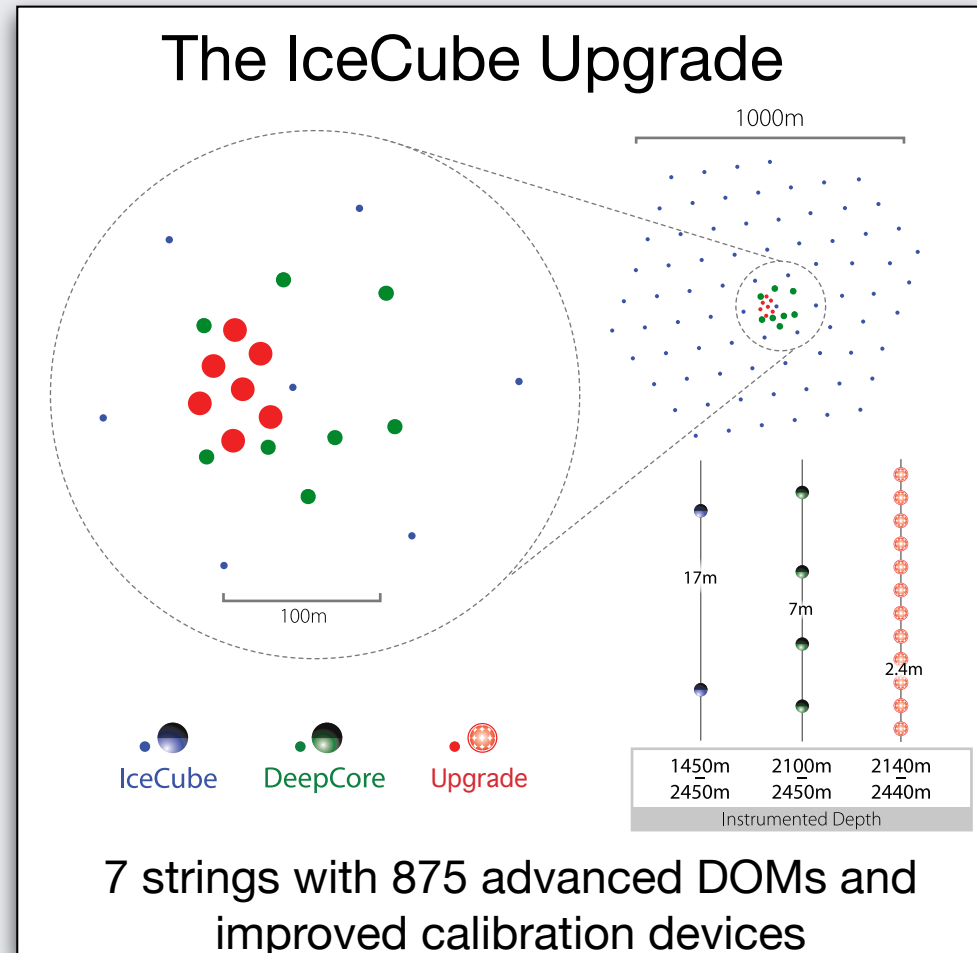 The IceCube Upgrade
1000m
100m
17m
7m
2.4m
IceCube DeepCore Upgrade
1450m 2100m 2140m
– – –
2450m 2450m 2440m
Instrumented Depth
7 strings with 875 advanced DOMs and
improved calibration devices